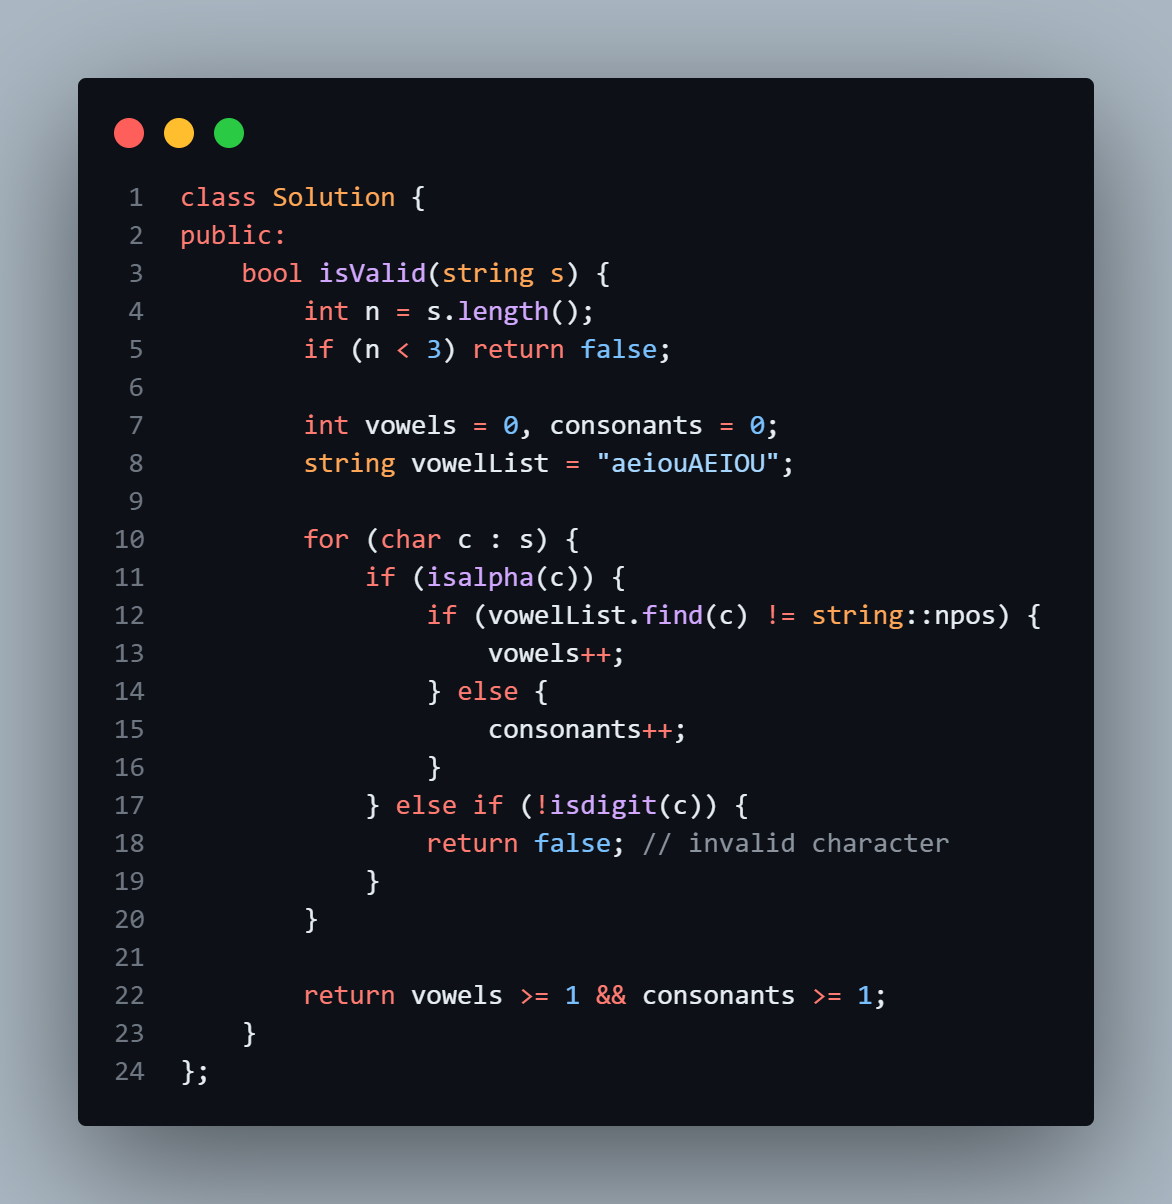 1 class Solution {
2 public:
3     bool isValid(string s) {
4         int n = s.length();
5         if (n < 3) return false;
6
7         int vowels = 0, consonants = 0;
8         string vowelList = "aeiouAEIOU";
9
10         for (char c : s) {
11             if (isalpha(c)) {
12                 if (vowelList.find(c) != string::npos) {
13                     vowels++;
14                 } else {
15                     consonants++;
16                 }
17             } else if (!isdigit(c)) {
18                 return false; // invalid character
19             }
20         }
21
22         return vowels >= 1 && consonants >= 1;
23     }
24 };